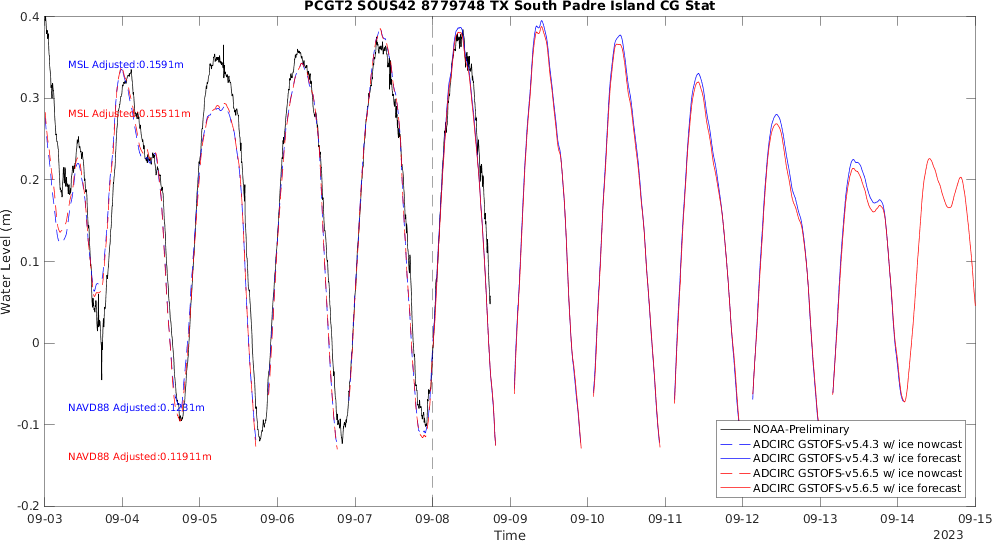 PCGT2 SOUS42 8779748 TX South Padre Island CG Stat
Water Level (m)
0.4
0.3
0.2
0.1
0
-0.1
-0.2
MSL Adjusted:0.1591m
MSL Adjusted:0.15511m
NAVD88 Adjusted:0.1231m
NAVD88 Adjusted:0.11911m
NOAA-Preliminary
ADCIRC GSTOFS-v5.4.3 w/ ice nowcast
ADCIRC GSTOFS-v5.4.3 w/ ice forecast
ADCIRC GSTOFS-v5.6.5 w/ ice nowcast
ADCIRC GSTOFS-v5.6.5 w/ ice forecast
09-03 09-04 09-05 09-06 09-07 09-08 09-09 09-10 09-11 09-12 09-13 09-14 09-15
Time
2023